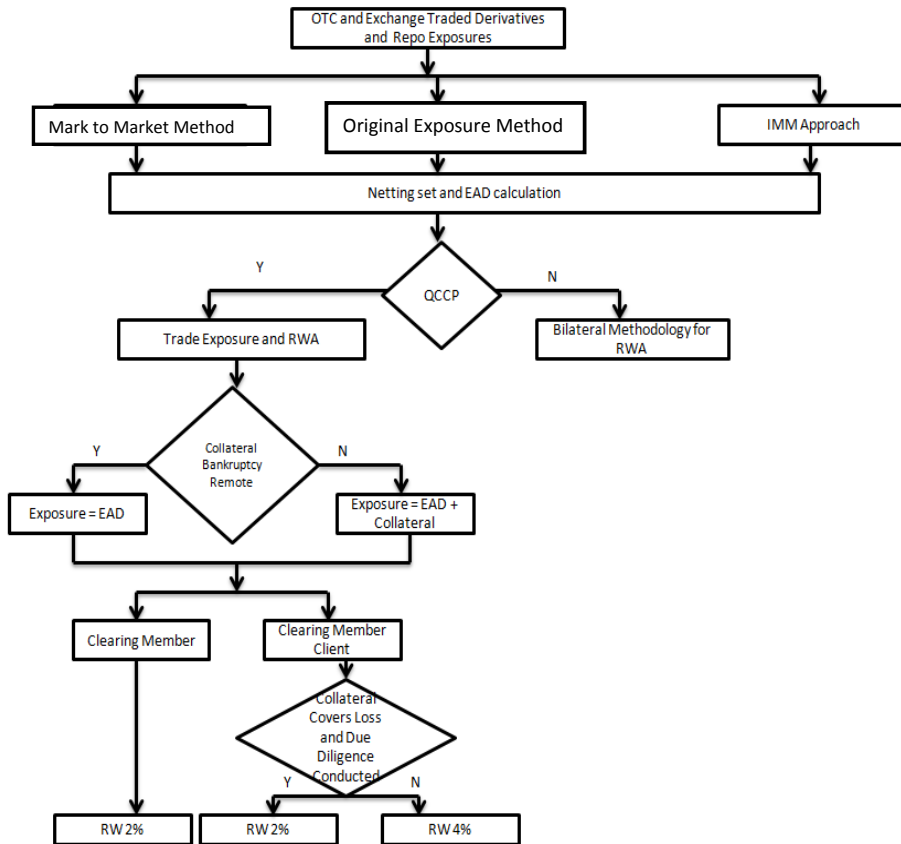 OTC and Exchange Traded Derivatives
and Repo Exposures
Mark to Market Method
Original Exposure Method
IMM Approach
Netting set and EAD calculation
Y
N
QCCP
Trade Exposure and RWA
Bilateral Methodology for
RWA
Y
Collateral
Bankruptcy
Remote
N
Exposure = EAD
Exposure = EAD +
Collateral
Clearing Member
Clearing Member
Client
Collateral
Covers Loss
and Due
Diligence
Conducted
Y
N
RW 2%
RW 2%
RW 4%